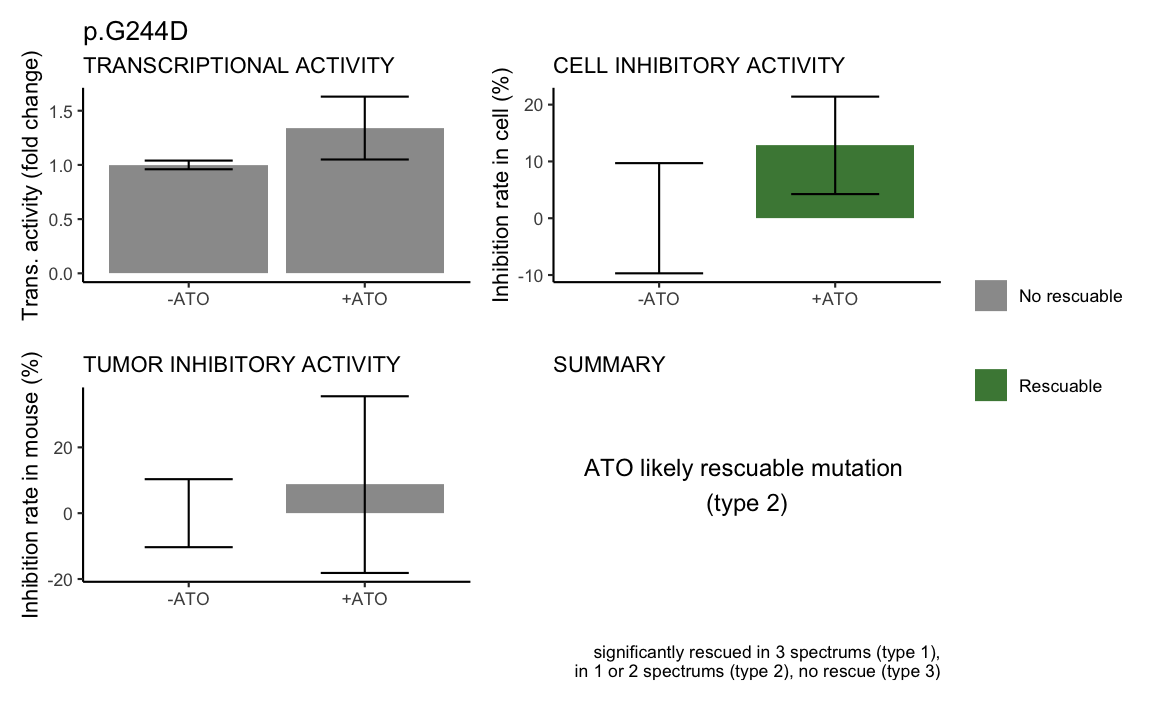 p.G244D
TRANSCRIPTIONAL ACTIVITY
Trans. activity (fold change)
1.5
1.0
0.5
0.0
-ATO
+ATO
CELL INHIBITORY ACTIVITY
Inhibition rate in cell (%)
20
10
0
-10
-ATO
+ATO
No rescuable
Rescuable
TUMOR INHIBITORY ACTIVITY
Inhibition rate in mouse (%)
20
0
-20
-ATO
+ATO
SUMMARY
ATO likely rescuable mutation
(type 2)
significantly rescued in 3 spectrums (type 1),
in 1 or 2 spectrums (type 2), no rescue (type 3)